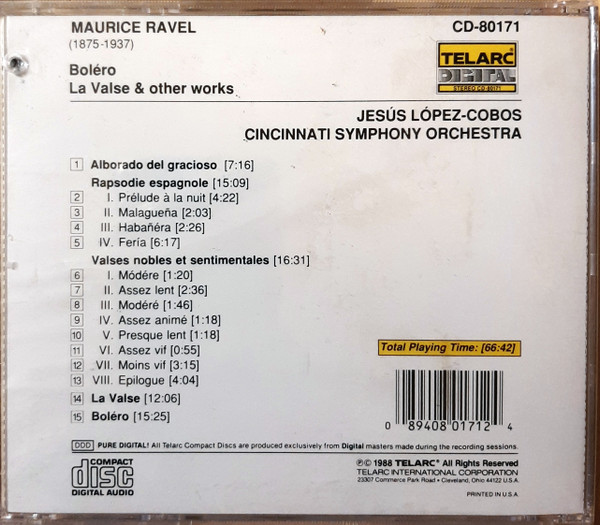 MAURICE RAVEL
(1875-1937)
CD-80171
TELARC
DIGITAL
STEREO CD-80171
Boléro
La Valse & other works
JESÚS LÓPEZ-COBOS
CINCINNATI SYMPHONY ORCHESTRA
1 Alborado del gracioso [7:16]
Rapsodie espagnole [15:09]
2 I. Prélude à la nuit [4:22]
3 II. Malagueña [2:03]
4 III. Habañéra [2:26]
5 IV. Fería [6:17]
Valses nobles et sentimentales [16:31]
6 I. Módére [1:20]
7 II. Assez lent [2:36]
8 III. Modéré [1:46]
9 IV. Assez animé [1:18]
10 V. Presque lent [1:18]
11 VI. Assez vif [0:55]
12 VII. Moins vif [3:15]
13 VIII. Epilogue [4:04]
14 La Valse [12:06]
15 Boléro [15:25]
Total Playing Time: [66:42]
0 89408 01712 4
DDD PURE DIGITAL! All Telarc Compact Discs are produced exclusively from Digital masters made during the recording sessions.
COMPACT
disc
DIGITAL AUDIO
℗© 1988 TELARC® All Rights Reserved
TELARC INTERNATIONAL CORPORATION
23307 Commerce Park Road • Cleveland, Ohio 44122 U.S.A.
PRINTED IN U.S.A.